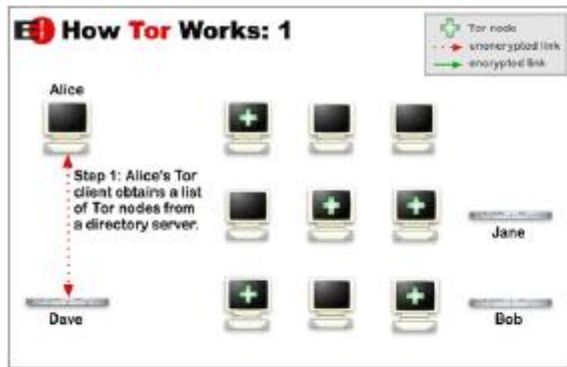 How Tor Works: 1
Tor node
unencrypted link
encrypted link
Alice
Step 1: Alice's Tor
client obtains a list
of Tor nodes from
a directory server.
Dave
Jane
Bob